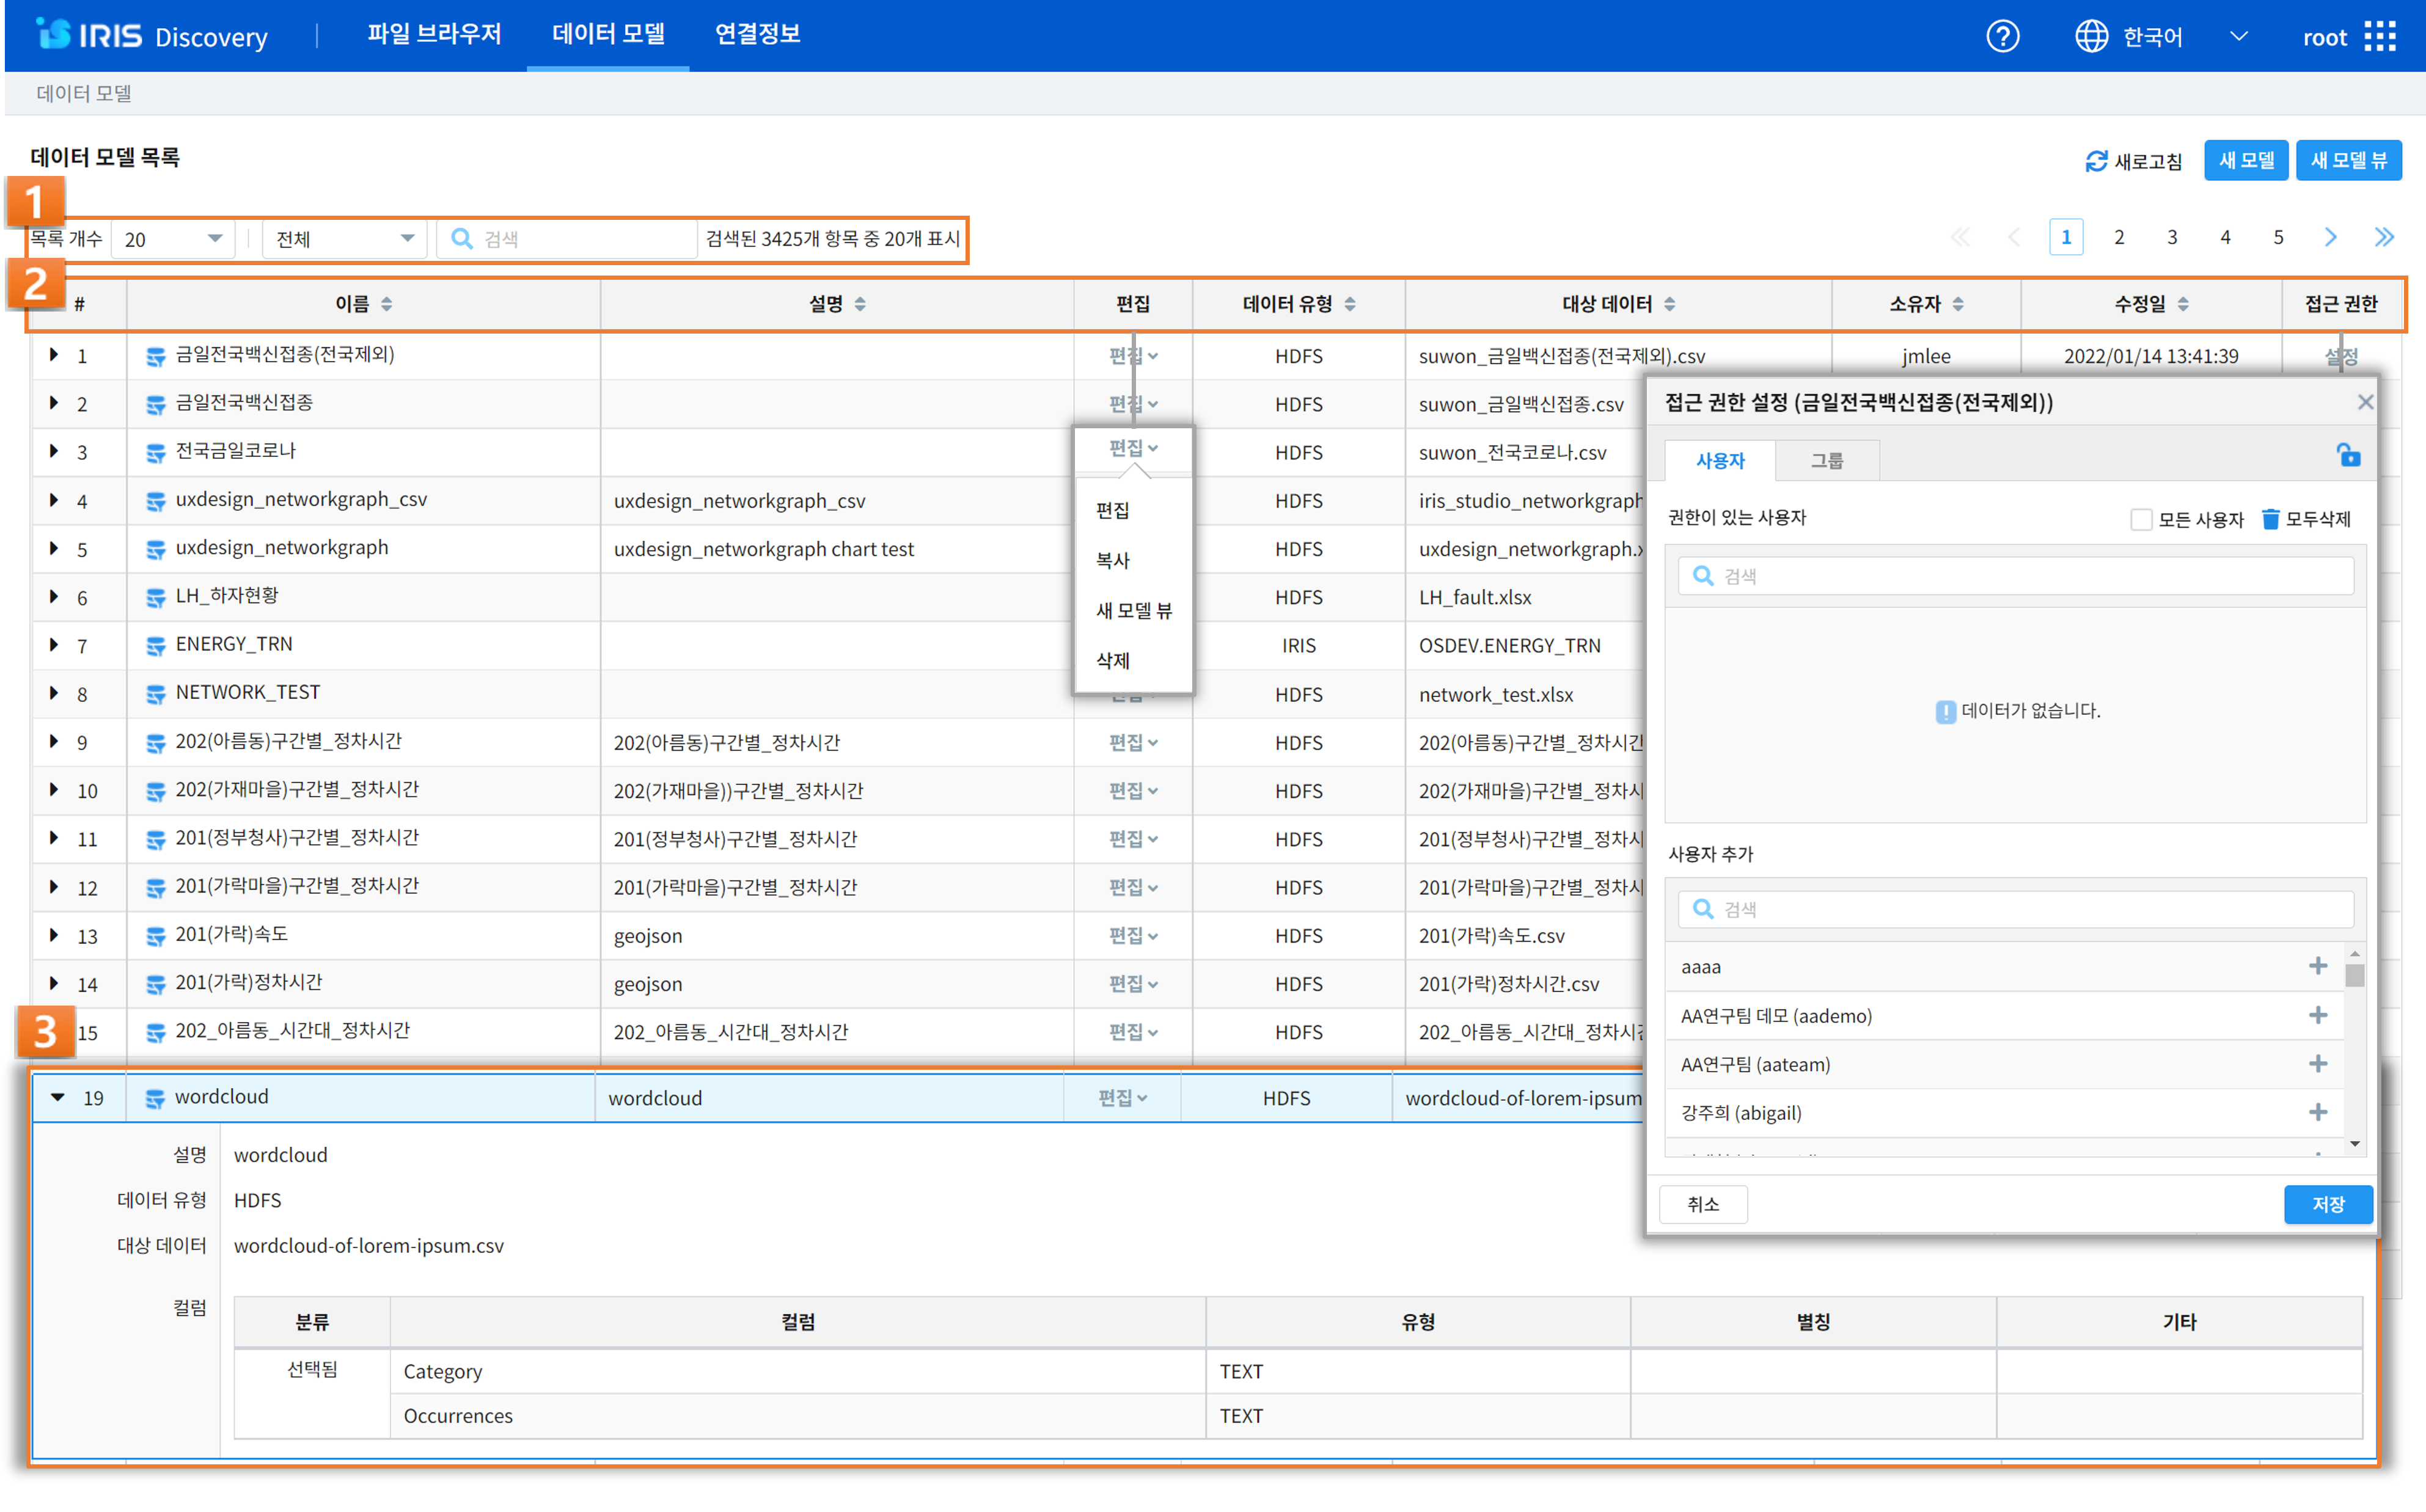 IRIS Discovery | 파일 브라우저 데이터 모델 연결정보 ? 한국어 root
데이터 모델
데이터 모델 목록 새로고침 새 모델 새 모델 뷰
1
목록 개수 20 전체 검색 검색된 3425개 항목 중 20개 표시 1 2 3 4 5
2
# 이름 설명 편집 데이터 유형 대상 데이터 소유자 수정일 접근 권한
1 금일전국백신접종(전국제외) 편집 HDFS suwon_금일백신접종(전국제외).csv jmlee 2022/01/14 13:41:39 설정
2 금일전국백신접종 편집 HDFS suwon_금일백신접종.csv
3 전국금일코로나 편집 HDFS suwon_전국코로나.csv
4 uxdesign_networkgraph_csv uxdesign_networkgraph_csv HDFS iris_studio_networkgraph
5 uxdesign_networkgraph uxdesign_networkgraph chart test HDFS uxdesign_networkgraph.x
6 LH_하자현황 HDFS LH_fault.xlsx
7 ENERGY_TRN IRIS OSDEV.ENERGY_TRN
8 NETWORK_TEST HDFS network_test.xlsx
9 202(아름동)구간별_정차시간 202(아름동)구간별_정차시간 편집 HDFS 202(아름동)구간별_정차시간
10 202(가재마을)구간별_정차시간 202(가재마을))구간별_정차시간 편집 HDFS 202(가재마을)구간별_정차시
11 201(정부청사)구간별_정차시간 201(정부청사)구간별_정차시간 편집 HDFS 201(정부청사)구간별_정차시
12 201(가락마을)구간별_정차시간 201(가락마을)구간별_정차시간 편집 HDFS 201(가락마을)구간별_정차시
13 201(가락)속도 geojson 편집 HDFS 201(가락)속도.csv
14 201(가락)정차시간 geojson 편집 HDFS 201(가락)정차시간.csv
3
15 202_아름동_시간대_정차시간 202_아름동_시간대_정차시간 편집 HDFS 202_아름동_시간대_정차시간
19 wordcloud wordcloud 편집 HDFS wordcloud-of-lorem-ipsum
설명 wordcloud
데이터 유형 HDFS
대상 데이터 wordcloud-of-lorem-ipsum.csv
컬럼
분류 컬럼 유형 별칭 기타
선택됨 Category TEXT
Occurrences TEXT
편집
복사
새 모델 뷰
삭제
접근 권한 설정 (금일전국백신접종(전국제외))
사용자 그룹
권한이 있는 사용자 모든 사용자 모두삭제
검색
데이터가 없습니다.
사용자 추가
검색
aaaa
AA연구팀 데모 (aademo)
AA연구팀 (aateam)
강주희 (abigail)
취소 저장